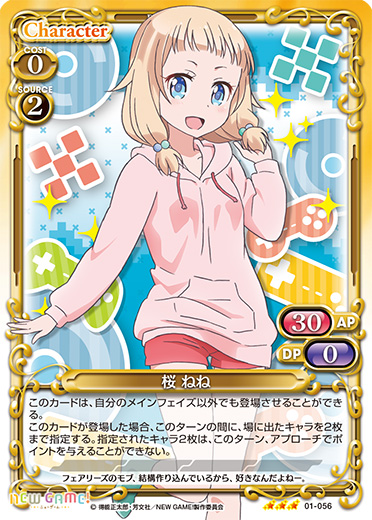 Character
COST
0
SOURCE
2
30 AP
DP 0
桜 ねね
このカードは、自分のメインフェイズ以外でも登場させることができ
る。
このカードが登場した場合、このターンの間に、場に出たキャラを2枚
まで指定する。指定されたキャラ2枚は、このターン、アプローチでポ
イントを与えることができない。
フェアリーズのモブ、結構作り込んでいるから、好きなんだよねー。
NEW GAME!
© 得能正太郎・芳文社/NEW GAME!製作委員会
★★★ 01-056